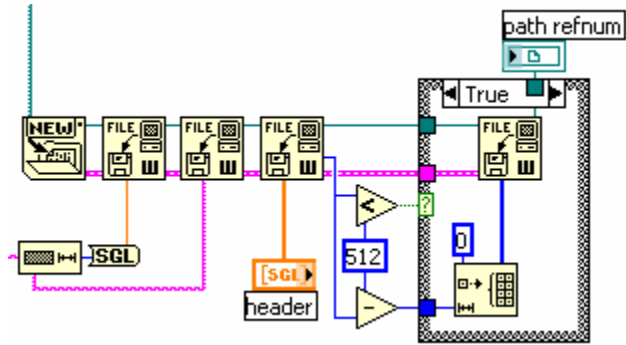 path refnum
True
NEW
FILE
W
FILE
W
FILE
W
FILE
W
<
?
SGL)
0
512
[SGL]
header
-